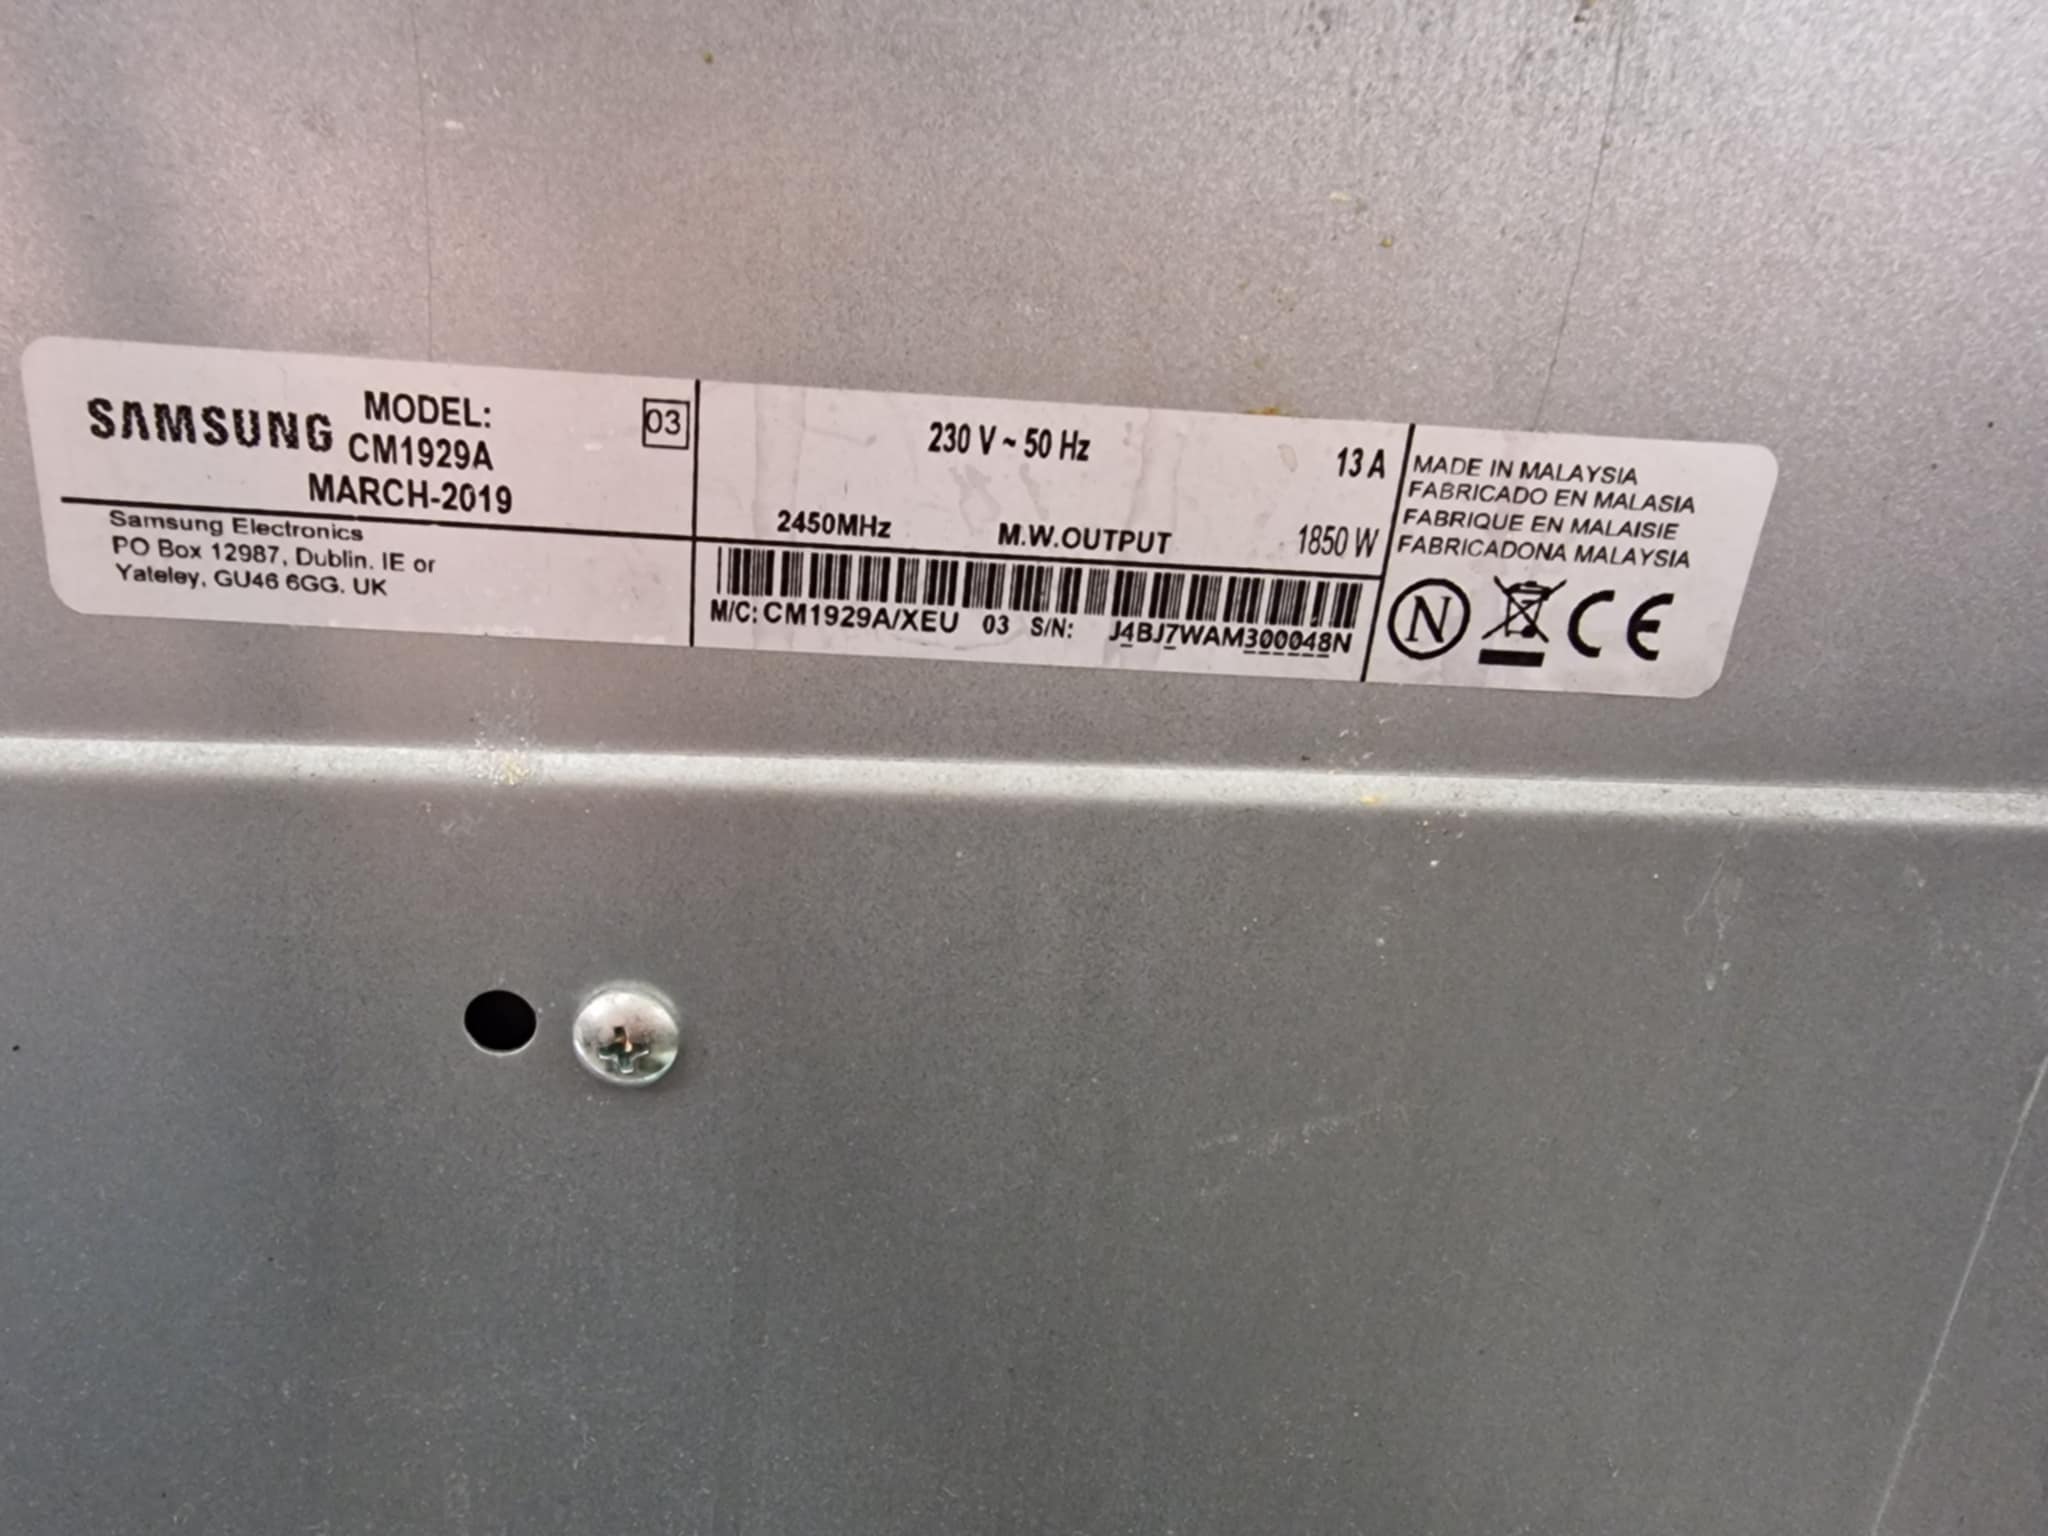 SAMSUNG
MODEL:
CM1929A
MARCH-2019
03
Samsung Electronics
PO Box 12987, Dublin. IE or
Yateley, GU46 6GG. UK
230 V ~ 50 Hz
13 A
2450MHz M.W.OUTPUT 1850 W
M/C: CM1929A/XEU 03 S/N: J4BJ7WAM300048N
MADE IN MALAYSIA
FABRICADO EN MALASIA
FABRIQUE EN MALAISIE
FABRICADONA MALAYSIA
N CE